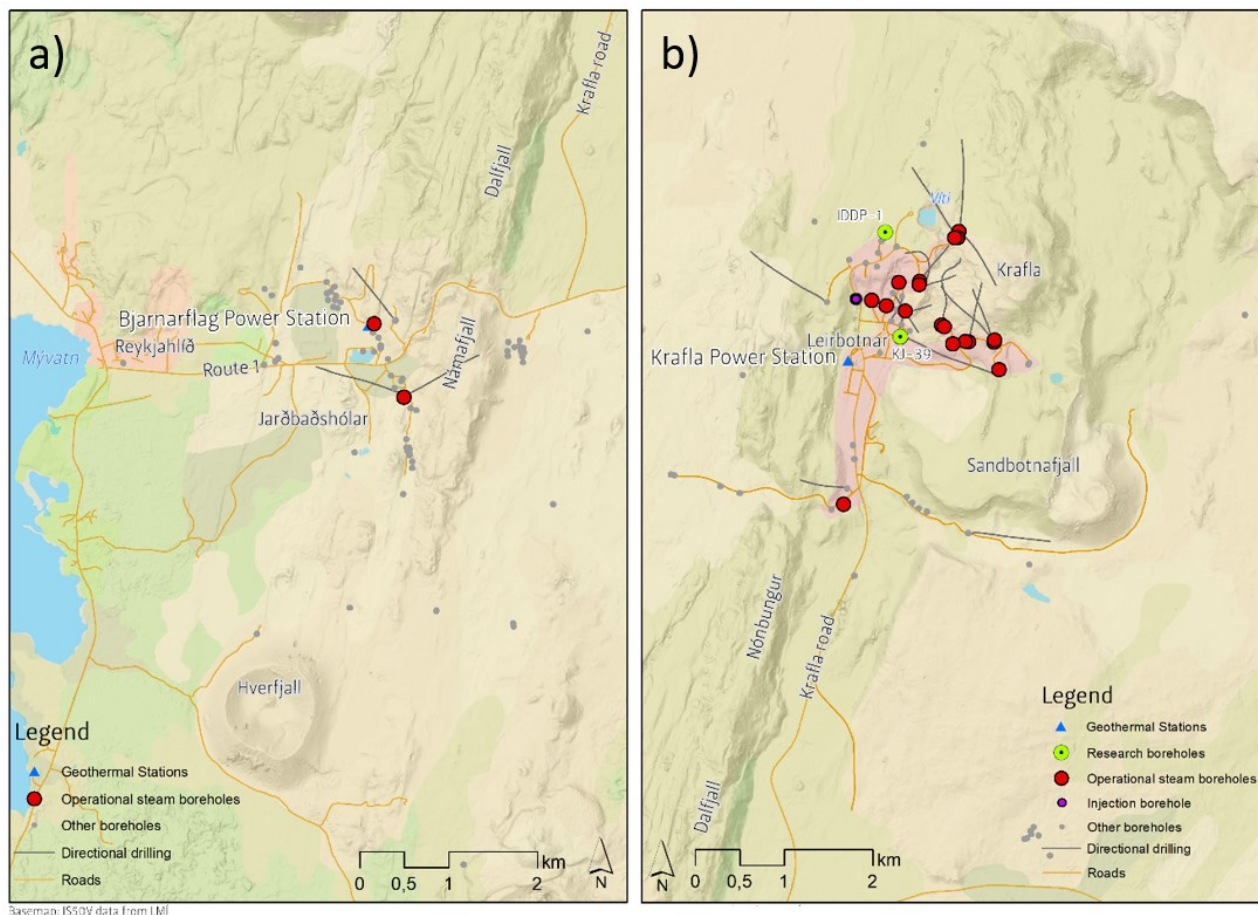 a)
Krafla road
Dalfjall
Bjarnarflag Power Station
Mývatn
Reykjahlíð
Route 1
Námafjall
Jarðbaðshólar
Hverfjall
Legend
Geothermal Stations
Operational steam boreholes
Other boreholes
Directional drilling
Roads
0 0,5 1 2
km
N
Basemap: IS50V data from LMÍ
b)
Víti
IDDP-1
Krafla
Leirbotnar
KJ-39
Krafla Power Station
Sandbotnafjall
Nónbungur
Krafla road
Dalfjall
Legend
Geothermal Stations
Research boreholes
Operational steam boreholes
Injection borehole
Other boreholes
Directional drilling
Roads
km
0 0,5 1 2
N